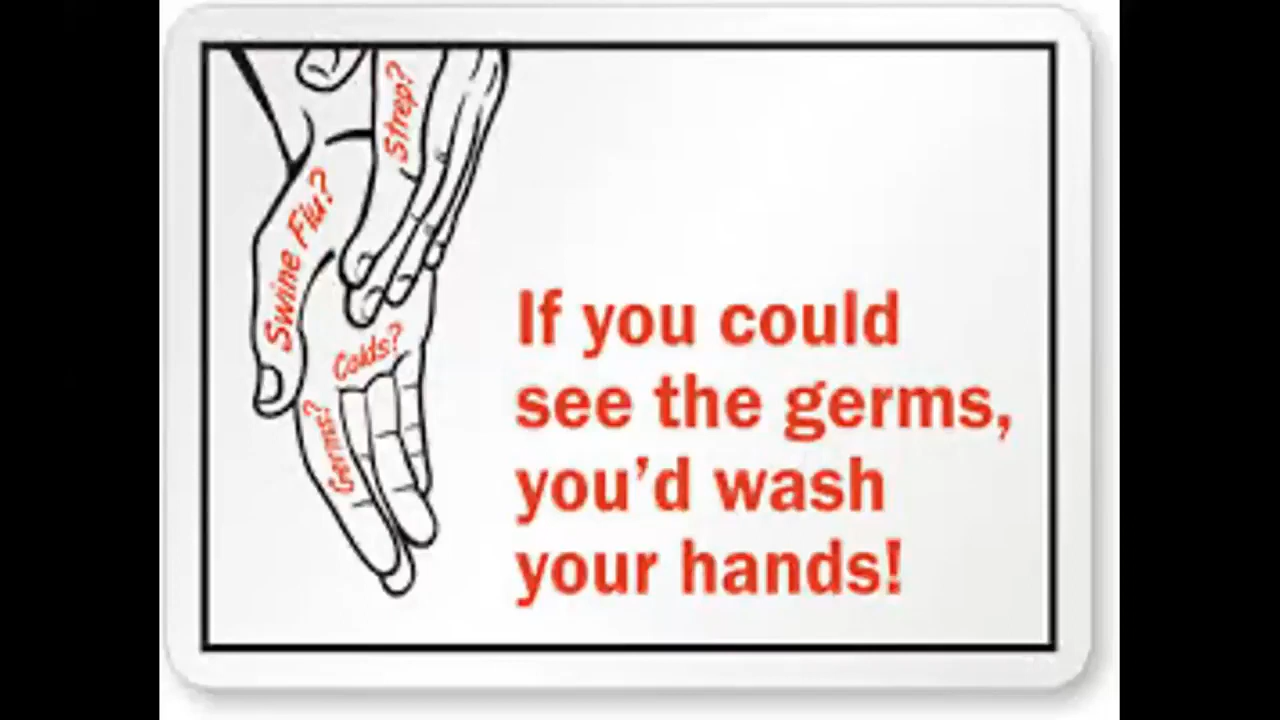 Strep?
Swine Flu?
Colds?
Germs?
If you could
see the germs,
you'd wash
your hands!